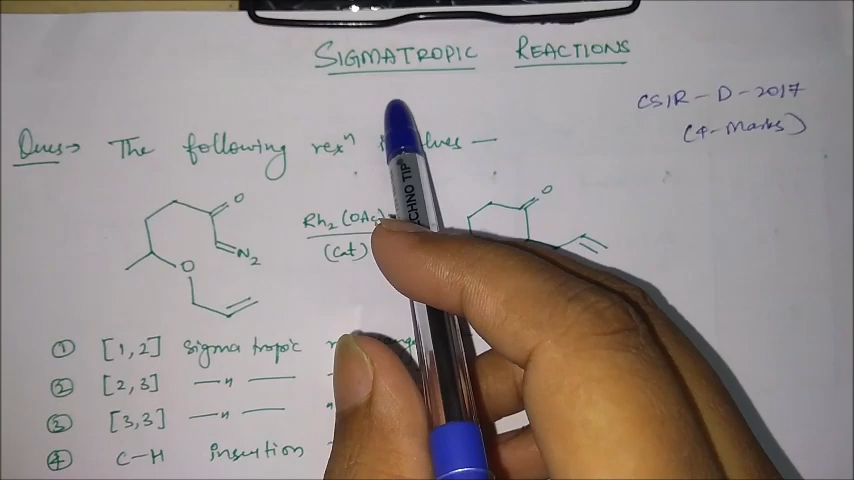 SIGMATROPIC REACTIONS
CSIR-D-2017
(4-Marks)
Ques→ The following rexⁿ —
O
N₂
O
O
Rh₂(OAc)
(Cat)
① [1,2] sigma tropic
② [2,3] —〃—
③ [3,3] —〃—
④ C-H insertion
TECHNO TIP